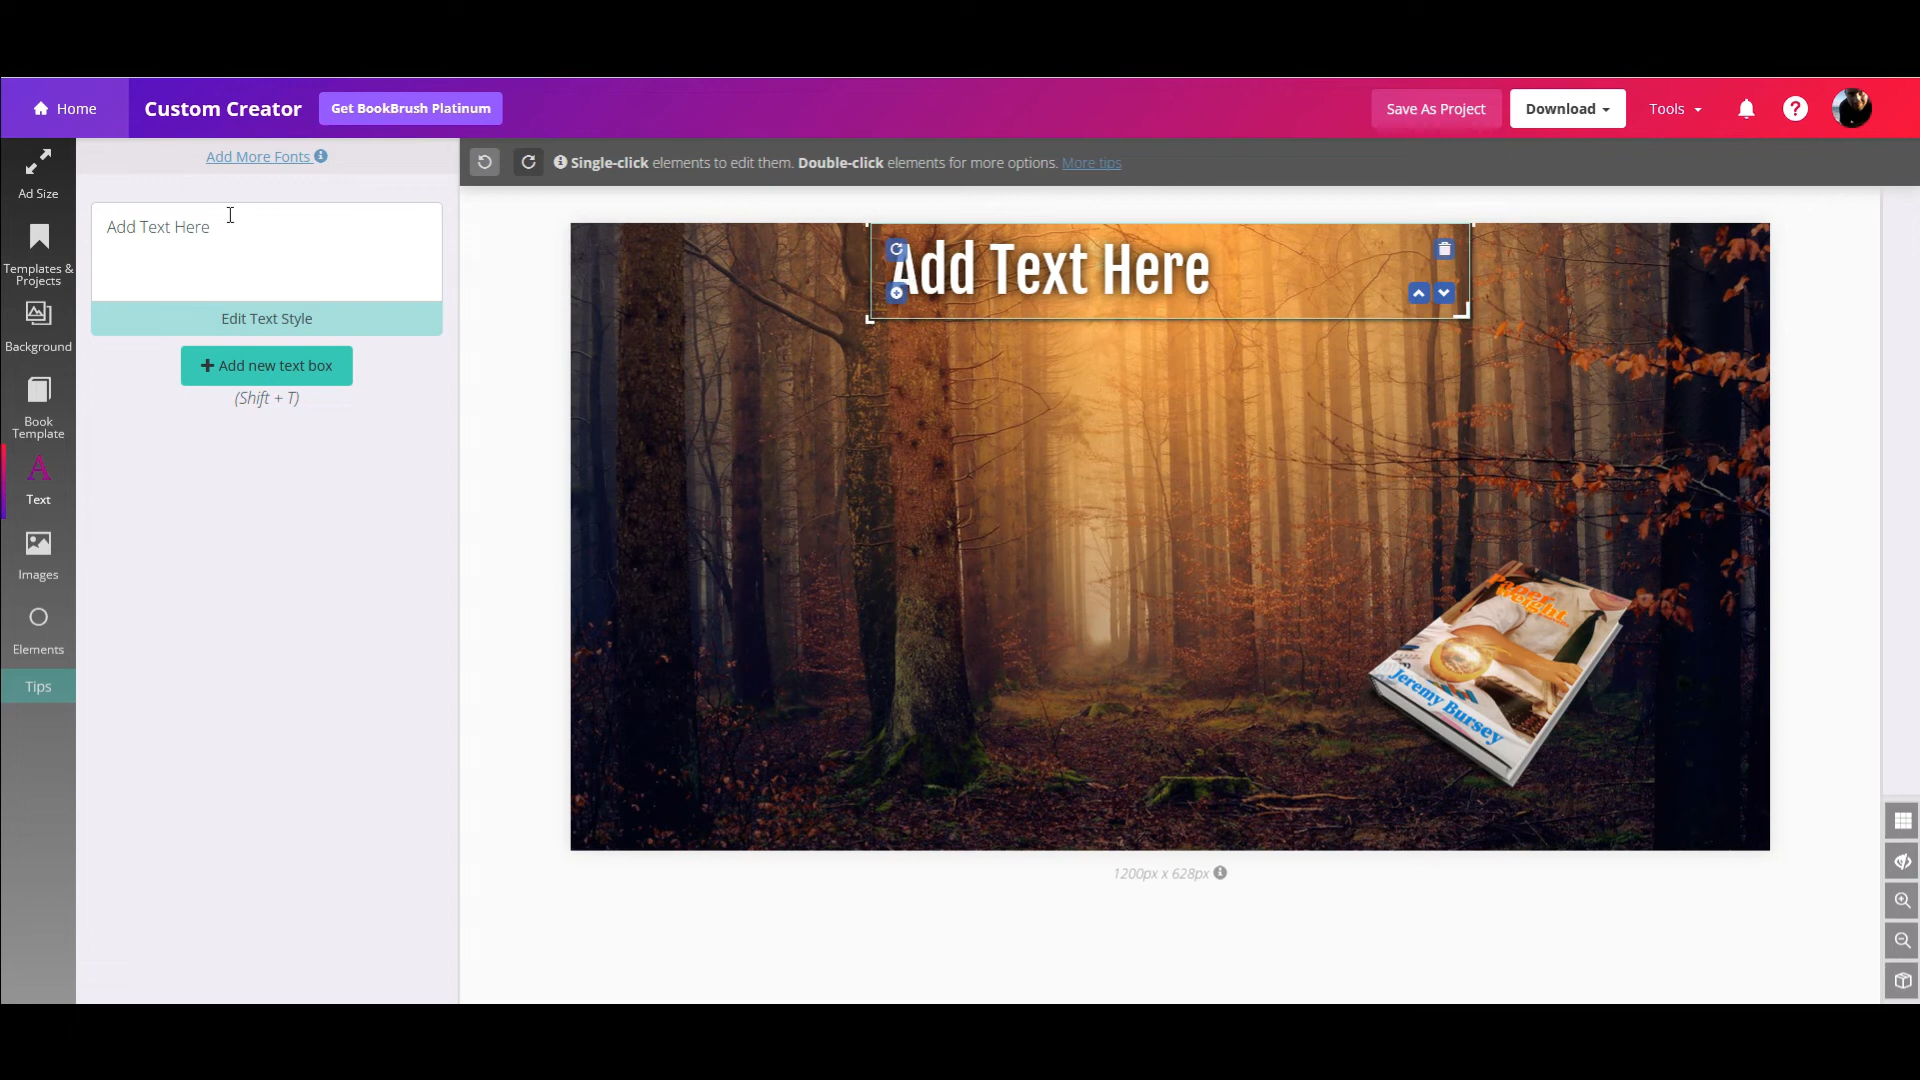 Home
Custom Creator
Get BookBrush Platinum
Save As Project
Download
Tools
Ad Size
Templates &
Projects
Background
Book
Template
Text
Images
Elements
Tips
Add More Fonts
Add Text Here
Edit Text Style
Add new text box
(Shift + T)
Single-click elements to edit them. Double-click elements for more options. More tips
Add Text Here
Paper
Weight
Jeremy Bursey
1200px x 628px